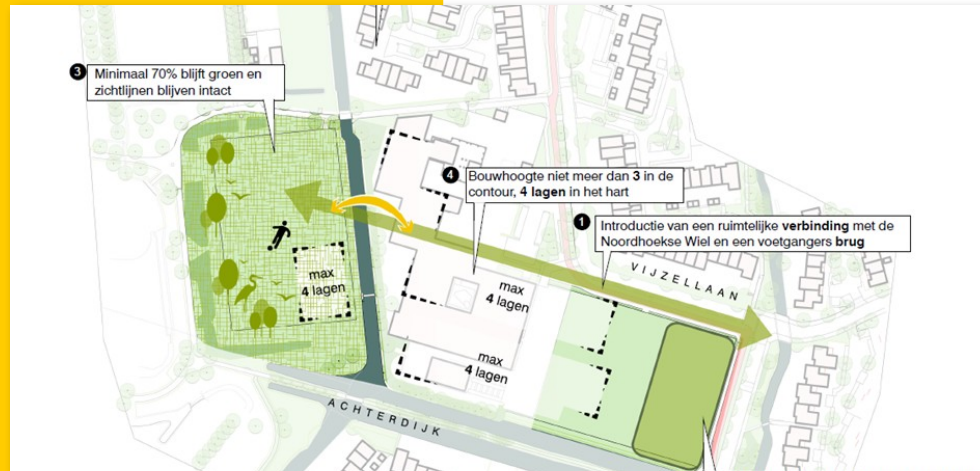 3 Minimaal 70% blijft groen en
zichtlijnen blijven intact
4 Bouwhoogte niet meer dan 3 in de
contour, 4 lagen in het hart
1 Introductie van een ruimtelijke verbinding met de
Noordhoekse Wiel en een voetgangers brug
VIJZELLAAN
max
4 lagen
max
4 lagen
max
4 lagen
ACHTERDIJK